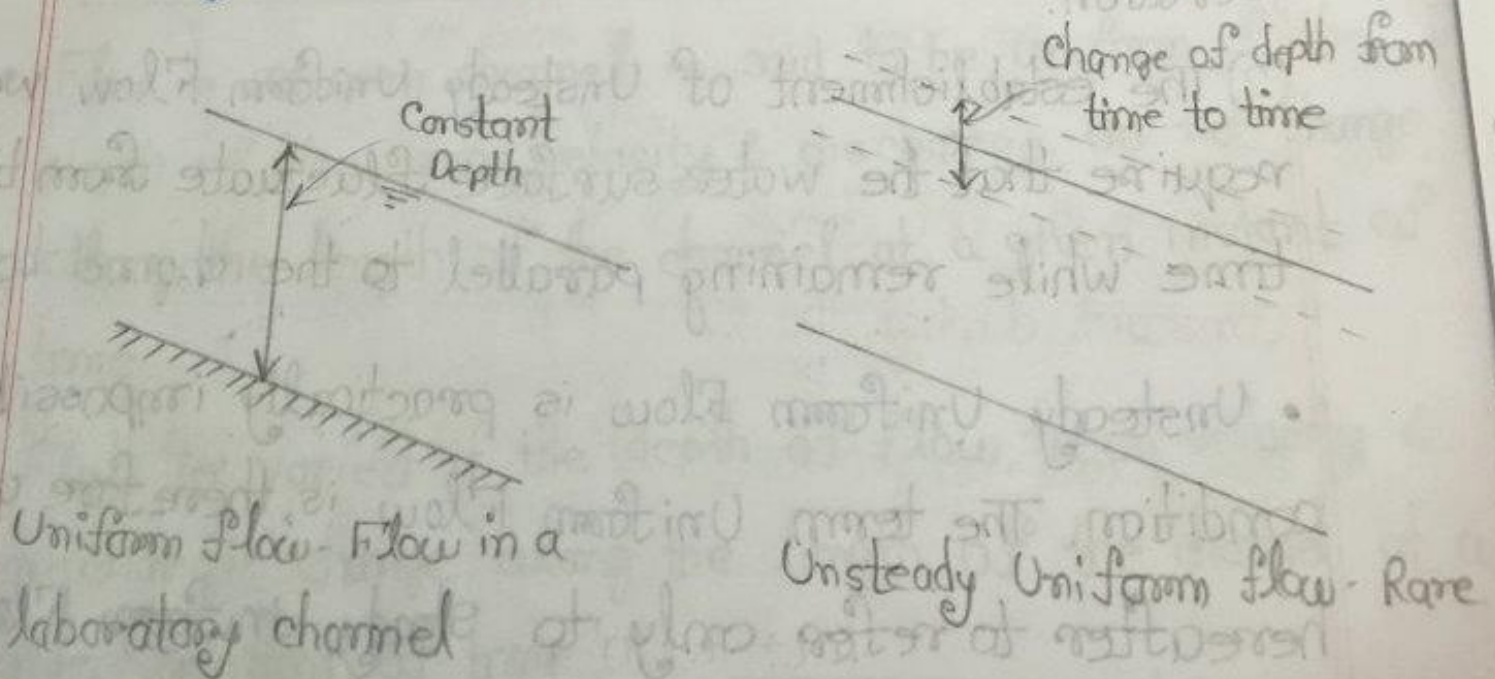 Constant
Depth
Change of depth from
time to time
Uniform flow- Flow in a
laboratory channel
Unsteady Uniform flow- Rare